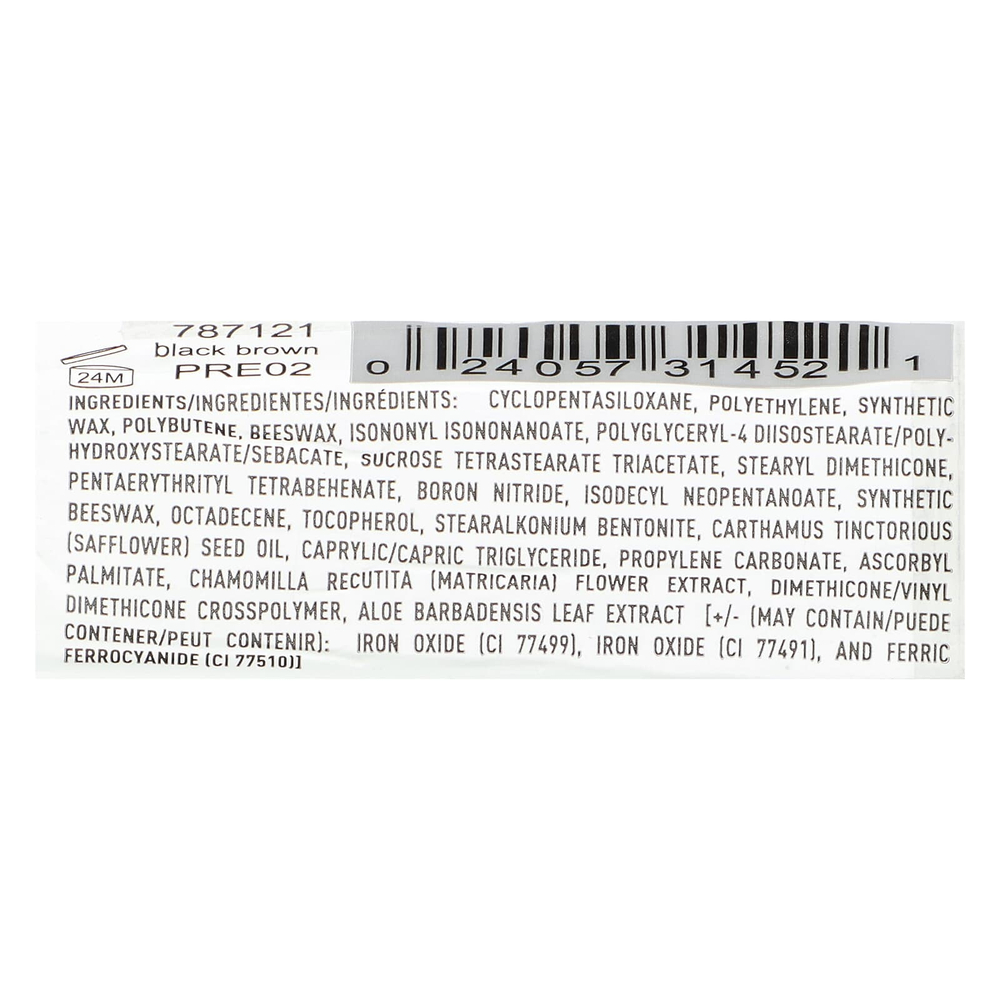 787121
black brown
PRE02
24M
0 24057 31452 1
INGREDIENTS/INGREDIENTES/INGRÉDIENTS: CYCLOPENTASILOXANE, POLYETHYLENE, SYNTHETIC
WAX, POLYBUTENE, BEESWAX, ISONONYL ISONONANOATE, POLYGLYCERYL-4 DIISOSTEARATE/POLY-
HYDROXYSTEARATE/SEBACATE, SUCROSE TETRASTEARATE TRIACETATE, STEARYL DIMETHICONE,
PENTAERYTHRITYL TETRABEHENATE, BORON NITRIDE, ISODECYL NEOPENTANOATE, SYNTHETIC
BEESWAX, OCTADECENE, TOCOPHEROL, STEARALKONIUM BENTONITE, CARTHAMUS TINCTORIOUS
(SAFFLOWER) SEED OIL, CAPRYLIC/CAPRIC TRIGLYCERIDE, PROPYLENE CARBONATE, ASCORBYL
PALMITATE, CHAMOMILLA RECUTITA (MATRICARIA) FLOWER EXTRACT, DIMETHICONE/VINYL
DIMETHICONE CROSSPOLYMER, ALOE BARBADENSIS LEAF EXTRACT [+/- (MAY CONTAIN/PUEDE
CONTENER/PEUT CONTENIR): IRON OXIDE (CI 77499), IRON OXIDE (CI 77491), AND FERRIC
FERROCYANIDE (CI 77510)]